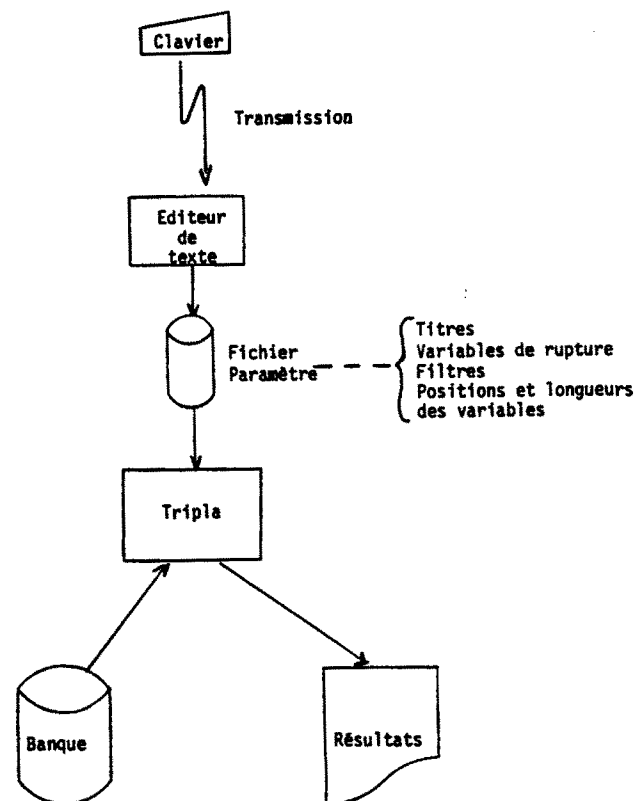 Clavier
Transmission
Editeur
de
texte
Fichier
Paramètre
Titres
Variables de rupture
Filtres
Positions et longueurs
des variables
Tripla
Banque
Résultats